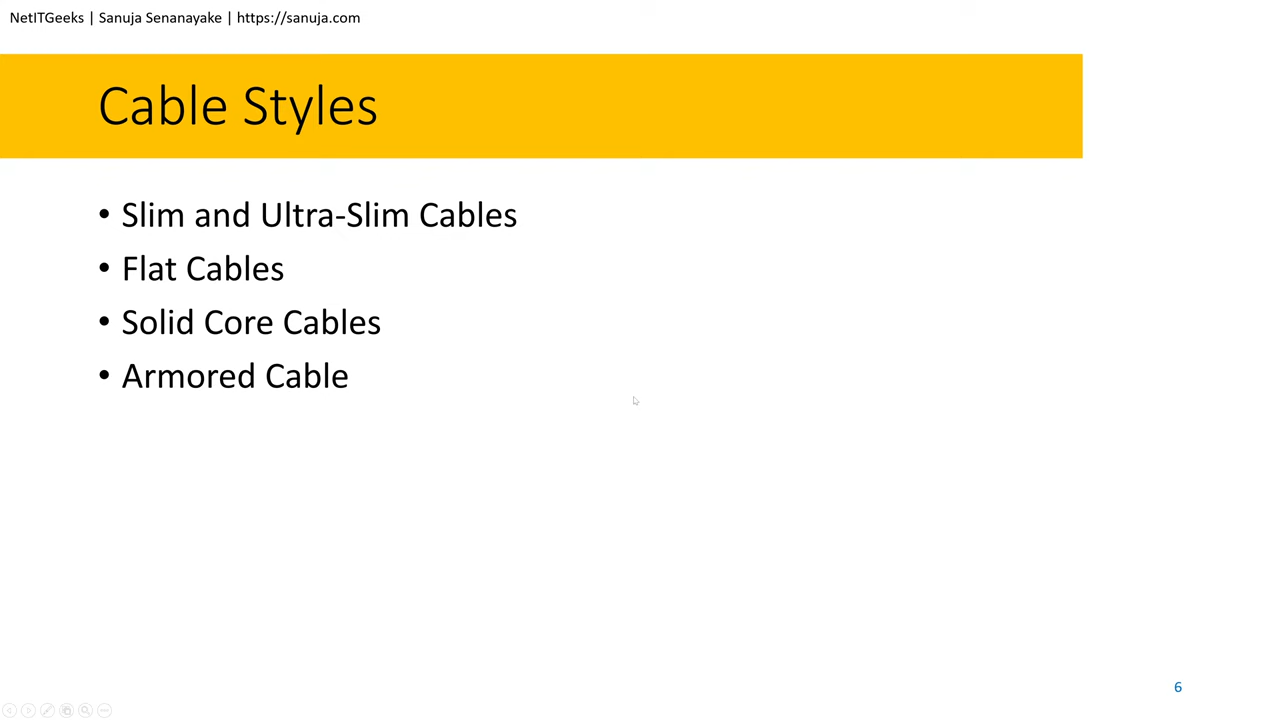 NetITGeeks | Sanuja Senanayake | https://sanuja.com
Cable Styles
• Slim and Ultra-Slim Cables
• Flat Cables
• Solid Core Cables
• Armored Cable
6